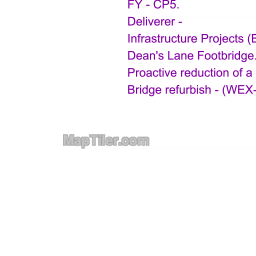 FY - CP5.
Deliverer -
Infrastructure Projects (
Dean's Lane Footbridge.
Proactive reduction of a
Bridge refurbish - (WEX-
MapTiler.com